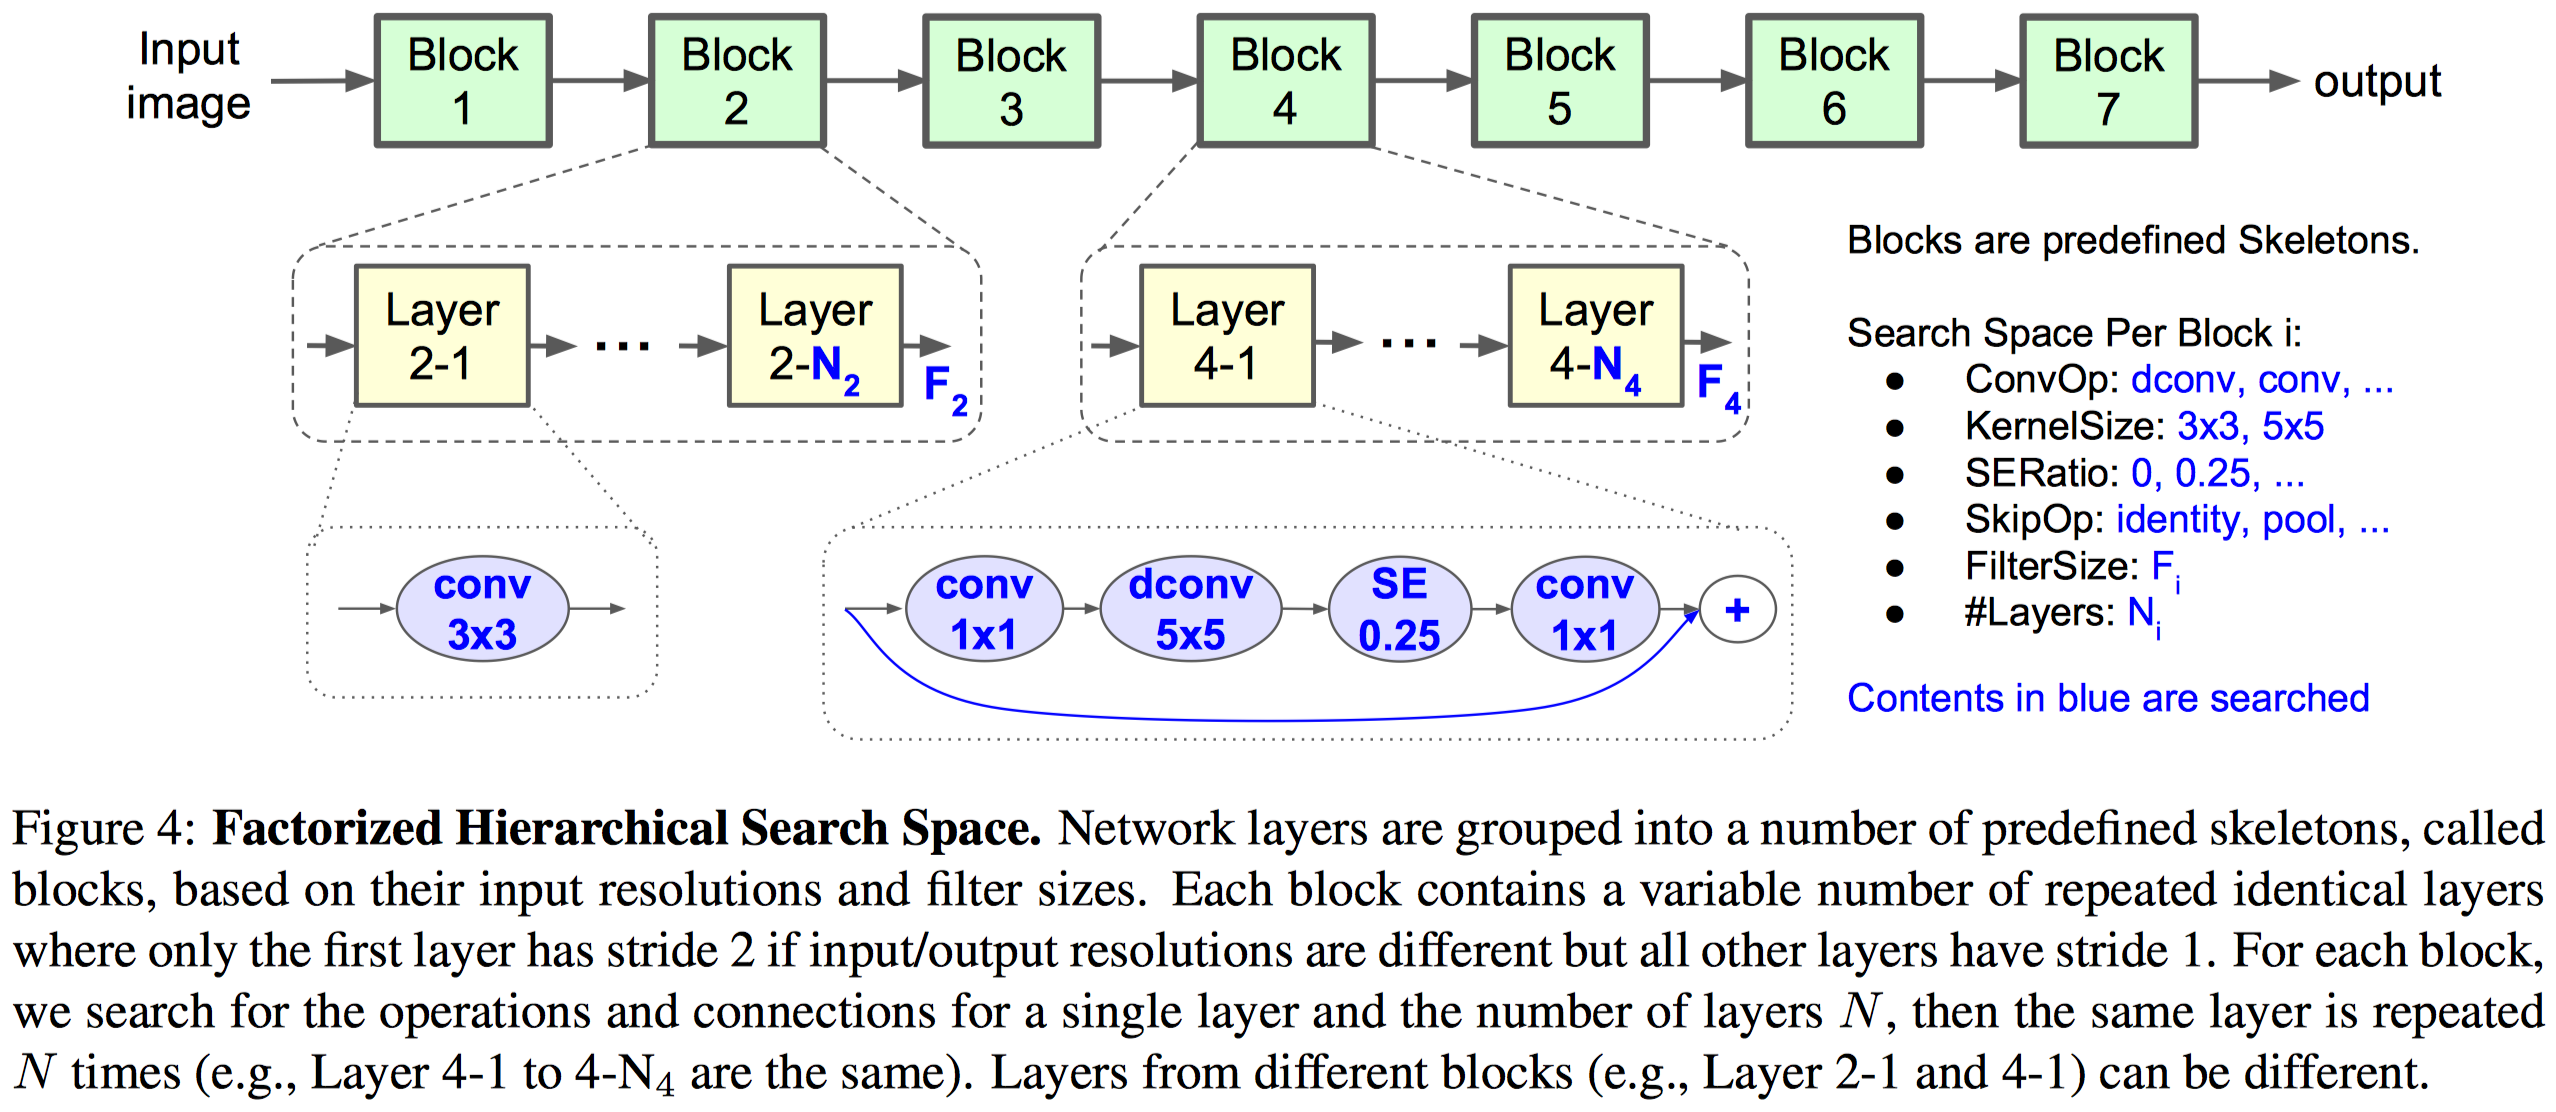 Input image
Block 1
Block 2
Block 3
Block 4
Block 5
Block 6
Block 7
output
Layer 2-1
...
Layer 2-N2
F2
Layer 4-1
...
Layer 4-N4
F4
conv 3x3
conv 1x1
dconv 5x5
SE 0.25
conv 1x1
+
Blocks are predefined Skeletons.
Search Space Per Block i:
● ConvOp: dconv, conv, ...
● KernelSize: 3x3, 5x5
● SERatio: 0, 0.25, ...
● SkipOp: identity, pool, ...
● FilterSize: Fi
● #Layers: Ni
Contents in blue are searched
Figure 4: Factorized Hierarchical Search Space. Network layers are grouped into a number of predefined skeletons, called
blocks, based on their input resolutions and filter sizes. Each block contains a variable number of repeated identical layers
where only the first layer has stride 2 if input/output resolutions are different but all other layers have stride 1. For each block,
we search for the operations and connections for a single layer and the number of layers N, then the same layer is repeated
N times (e.g., Layer 4-1 to 4-N4 are the same). Layers from different blocks (e.g., Layer 2-1 and 4-1) can be different.